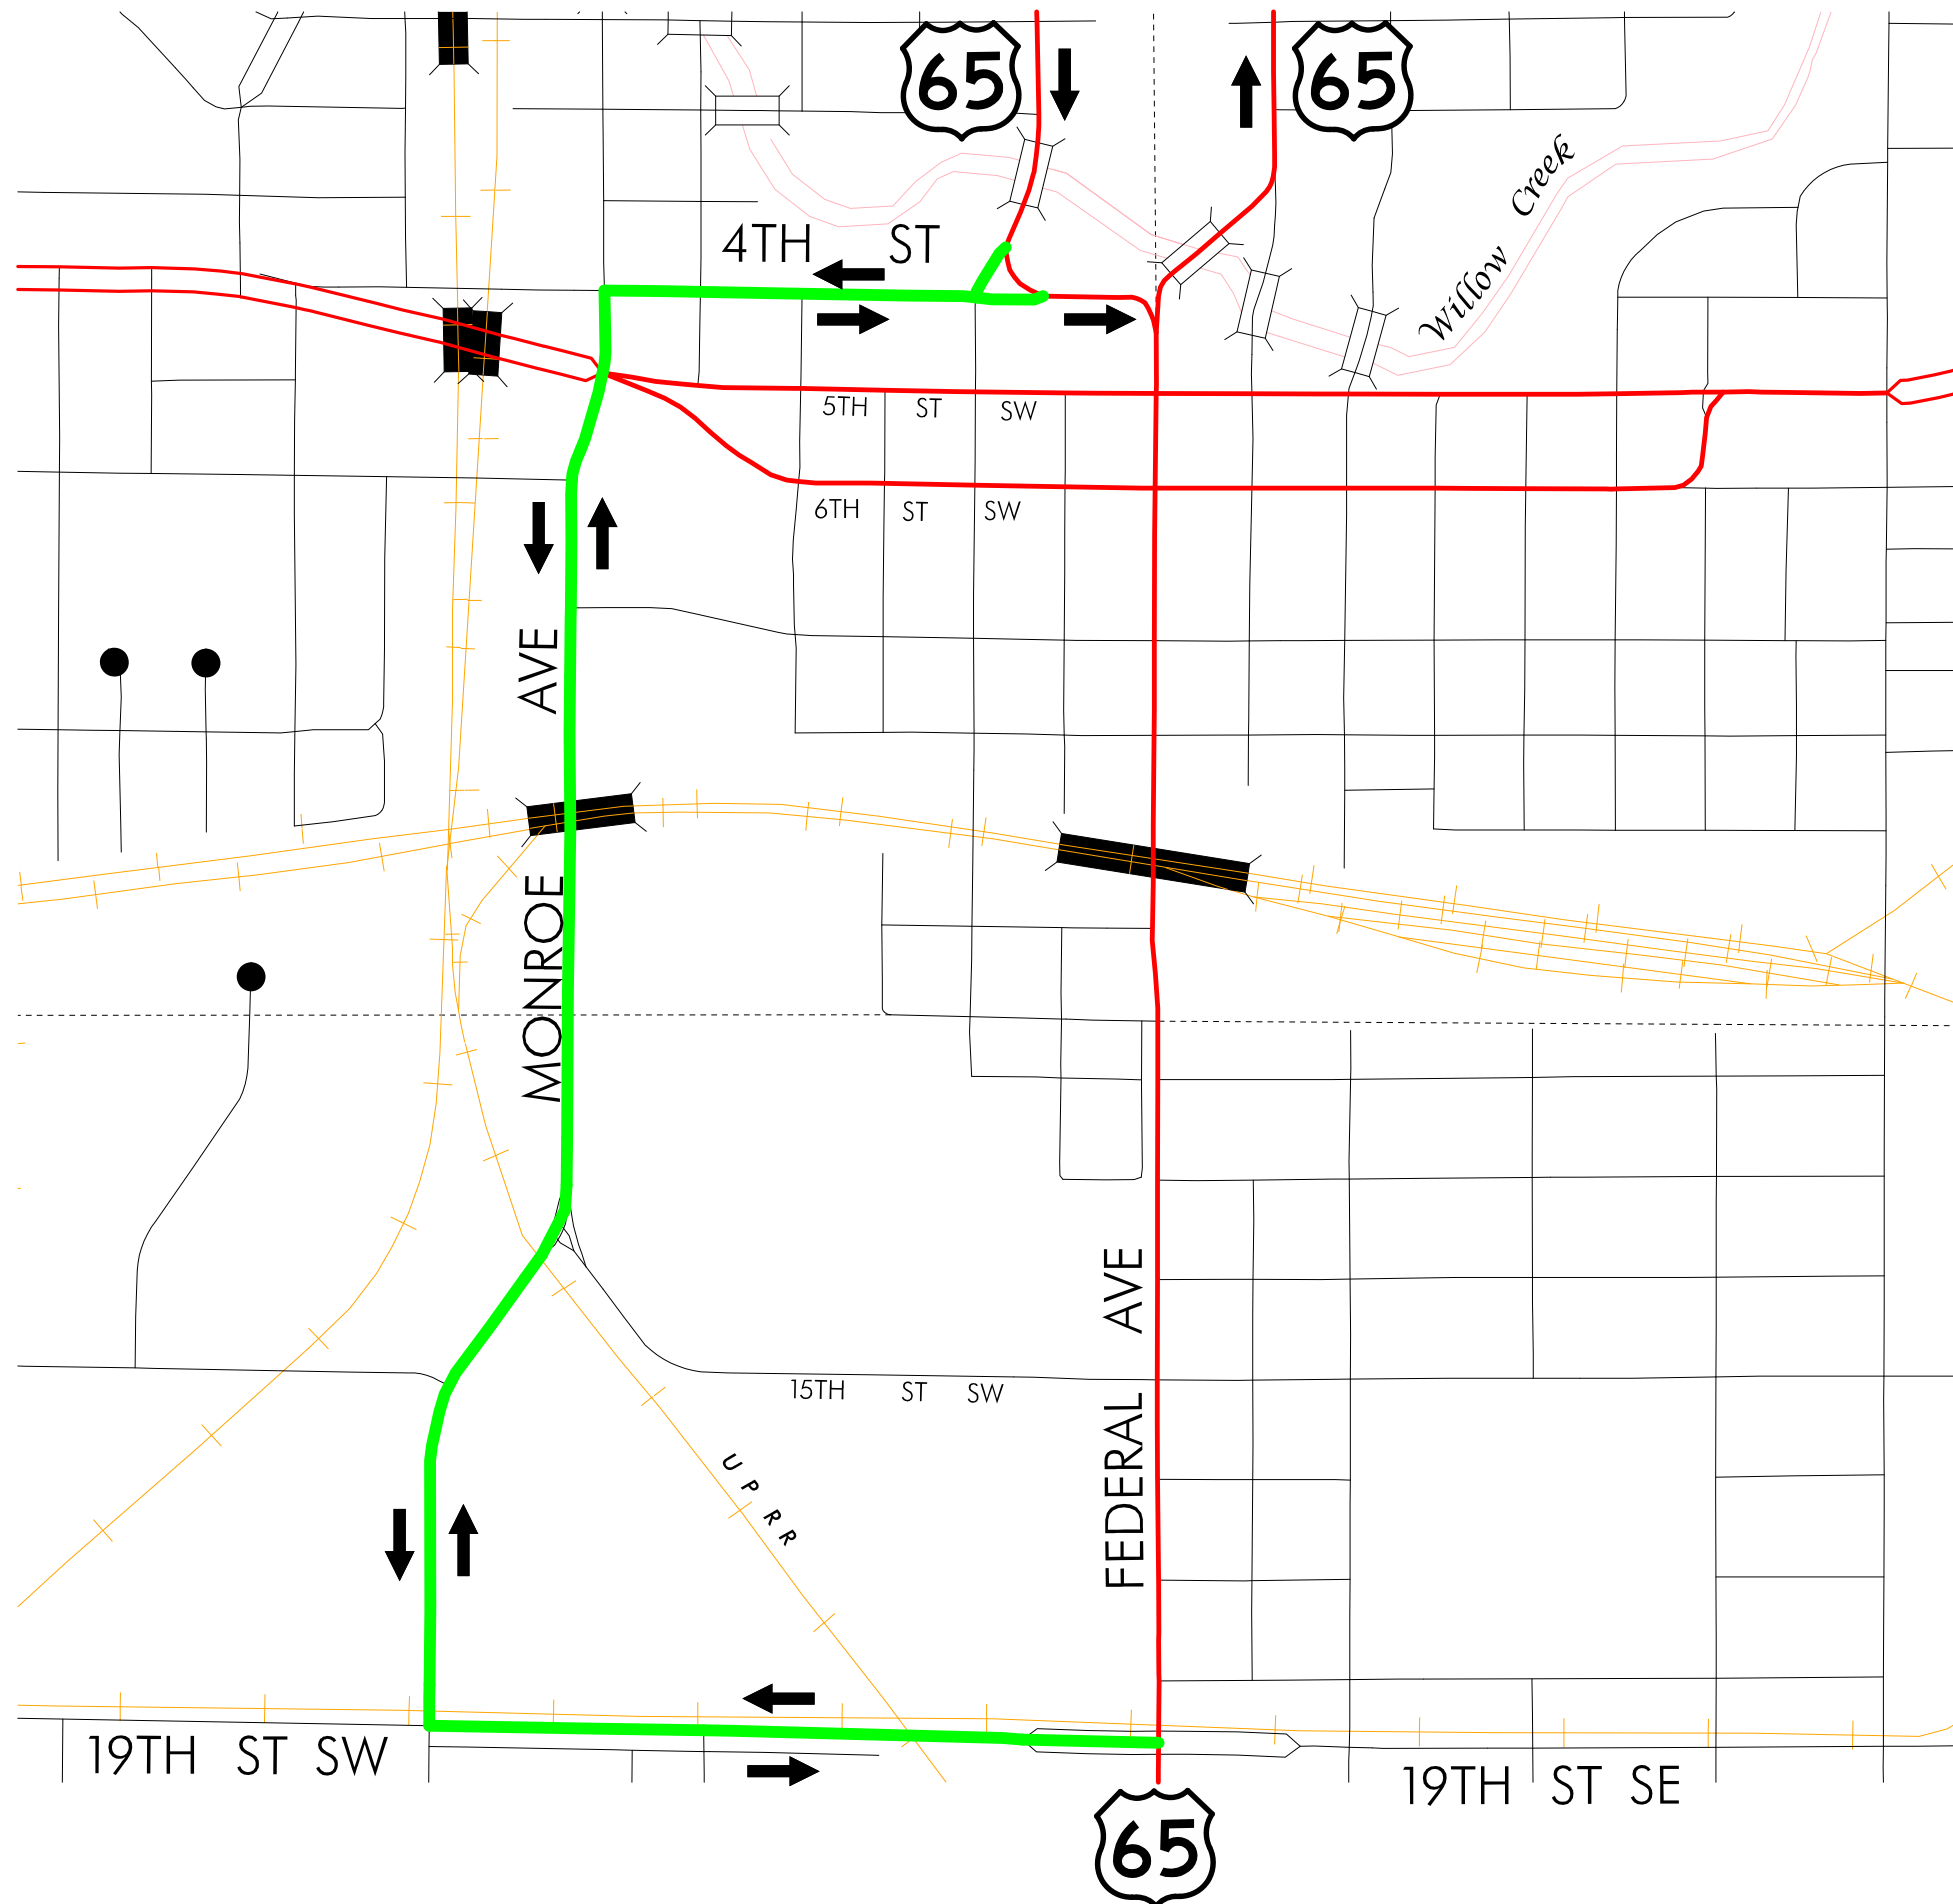 65
65
Willow Creek
4TH ST
5TH ST SW
6TH ST SW
MONROE AVE
15TH ST SW
FEDERAL AVE
U P R R
19TH ST SW
19TH ST SE
65